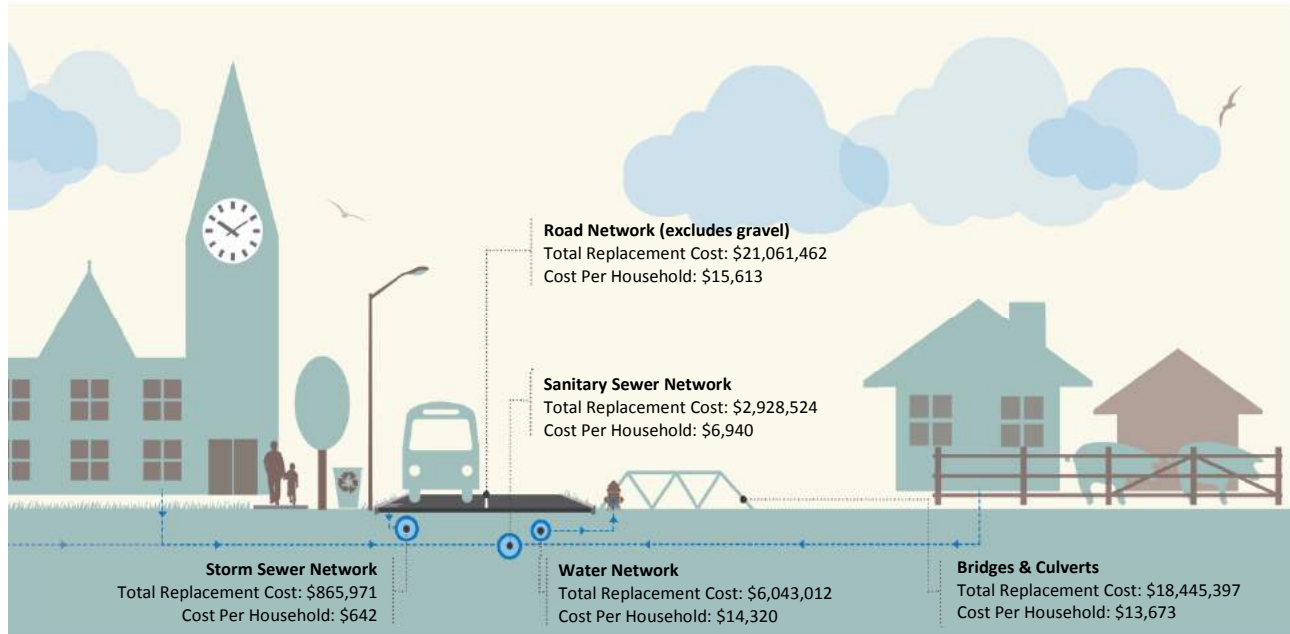 Road Network (excludes gravel)
Total Replacement Cost: $21,061,462
Cost Per Household: $15,613
Sanitary Sewer Network
Total Replacement Cost: $2,928,524
Cost Per Household: $6,940
Storm Sewer Network
Total Replacement Cost: $865,971
Cost Per Household: $642
Water Network
Total Replacement Cost: $6,043,012
Cost Per Household: $14,320
Bridges & Culverts
Total Replacement Cost: $18,445,397
Cost Per Household: $13,673